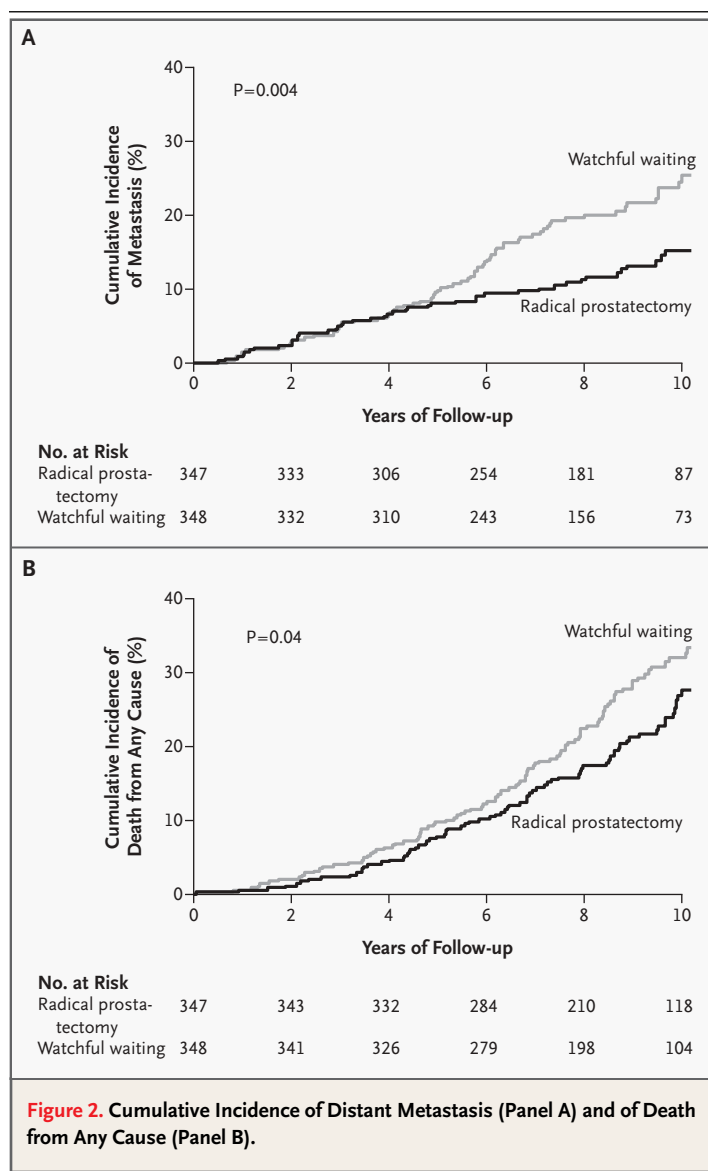 A
40
P=0.004
30
Watchful waiting
Cumulative Incidence
of Metastasis (%)
20
10
Radical prostatectomy
0
0 2 4 6 8 10
Years of Follow-up
No. at Risk
Radical prosta-
tectomy
347 333 306 254 181 87
Watchful waiting 348 332 310 243 156 73
B
40
P=0.04
Watchful waiting
30
Cumulative Incidence of
Death from Any Cause (%)
20
10
Radical prostatectomy
0
0 2 4 6 8 10
Years of Follow-up
No. at Risk
Radical prosta-
tectomy
347 343 332 284 210 118
Watchful waiting 348 341 326 279 198 104
Figure 2. Cumulative Incidence of Distant Metastasis (Panel A) and of Death
from Any Cause (Panel B).